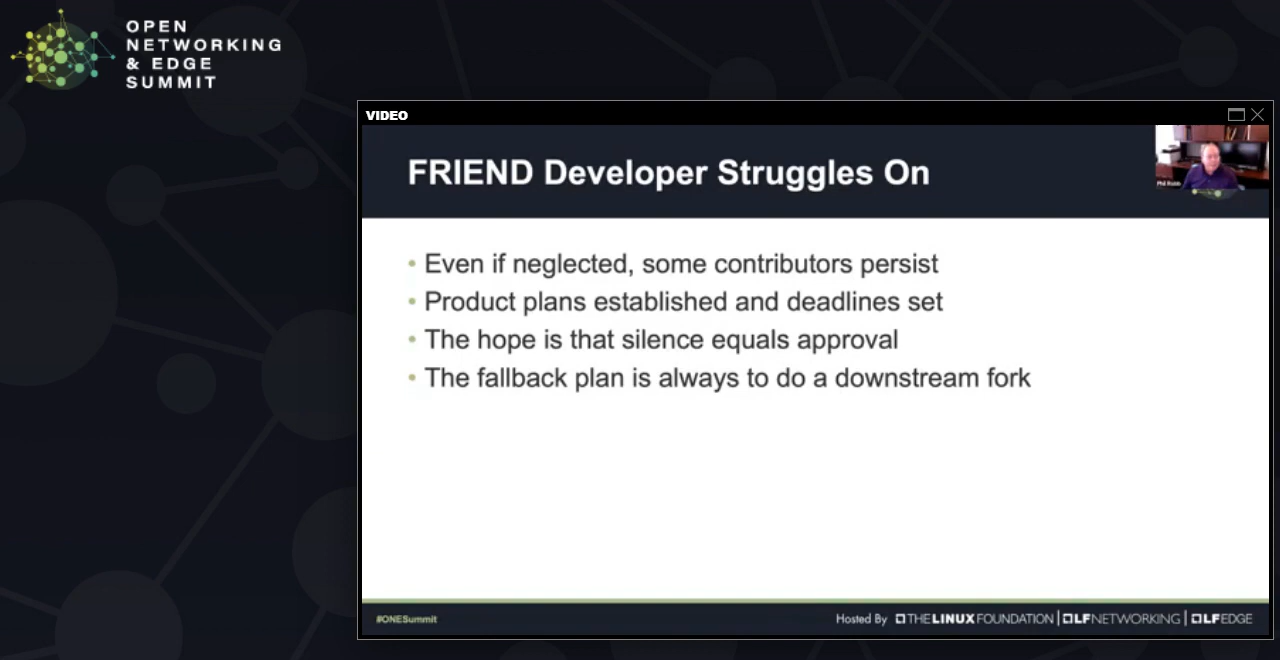 OPEN
NETWORKING
& EDGE
SUMMIT
VIDEO
FRIEND Developer Struggles On
• Even if neglected, some contributors persist
• Product plans established and deadlines set
• The hope is that silence equals approval
• The fallback plan is always to do a downstream fork
#ONESummit
Hosted By THE LINUX FOUNDATION | LFNETWORKING | LFEDGE